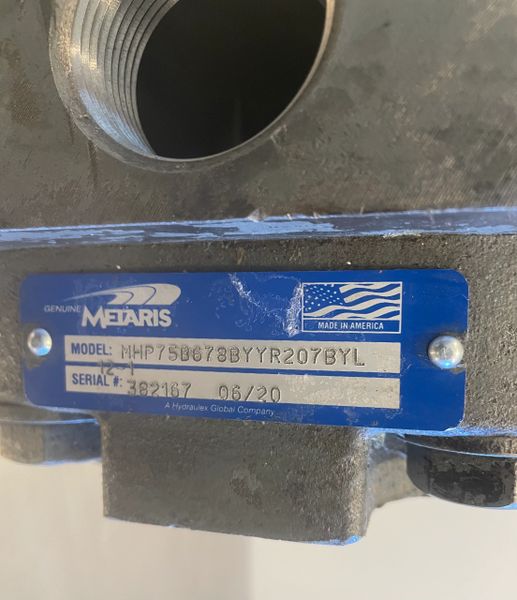 GENUINE METARIS
MADE IN AMERICA
MODEL: MHP75B678BYYR207BYL
12-1
SERIAL #: 382167 06/20
A Hydraulex Global Company